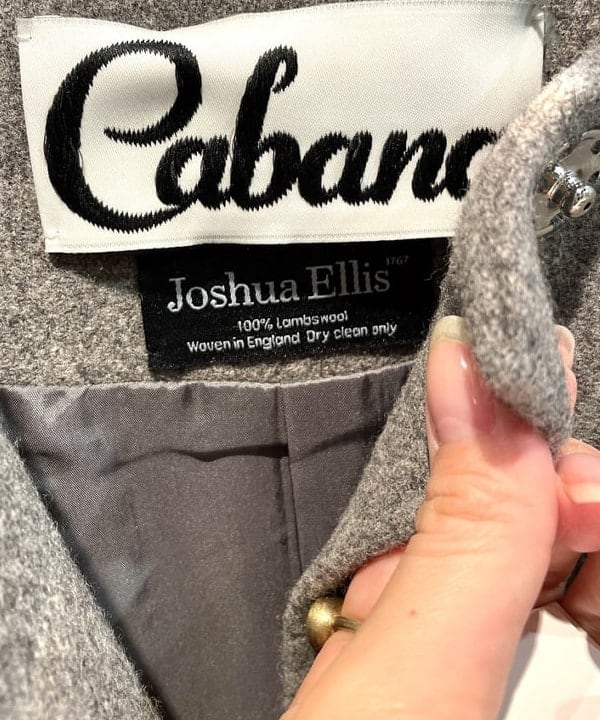 Cabana
Joshua Ellis 1767
100% Lambswool
Woven in England Dry clean only